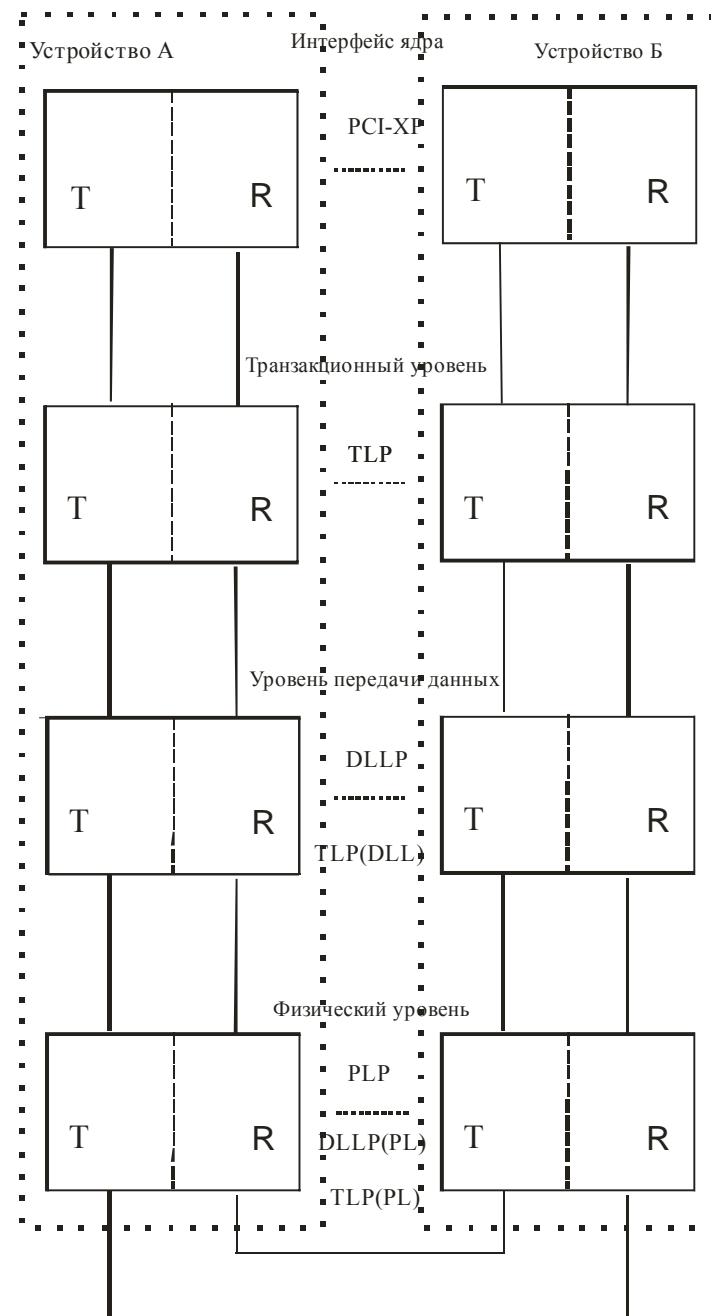 Интерфейс ядра
Устройство А
Устройство Б
PCI-XP
T R
T R
Транзакционный уровень
TLP
T R
T R
Уровень передачи данных
DLLP
T R
T R
TLP(DLL)
Физический уровень
PLP
T R
T R
DLLP(PL)
TLP(PL)